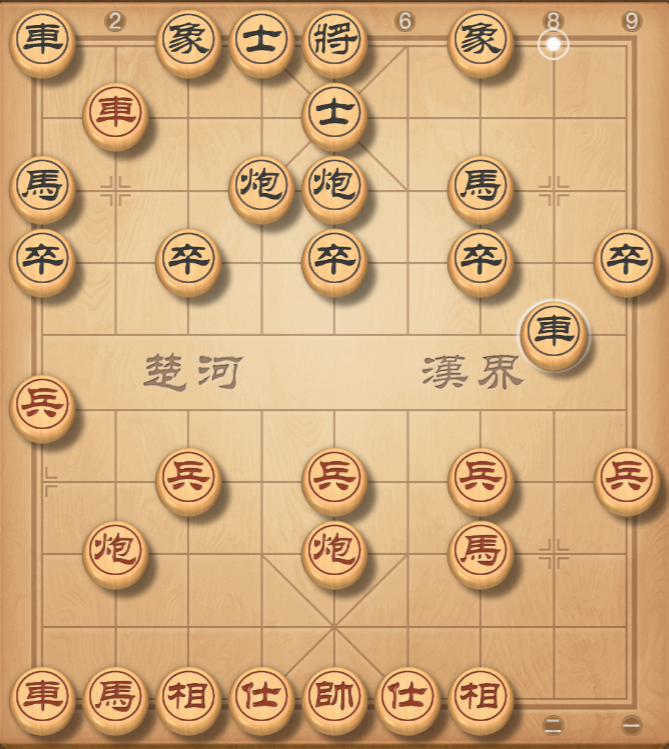 2 6 8 9
車 象 士 將 象
車 士
馬 炮 炮 馬
卒 卒 卒 卒 卒
車
楚河 漢界
兵
兵 兵 兵 兵
炮 炮 馬
車 馬 相 仕 帥 仕 相
二 一